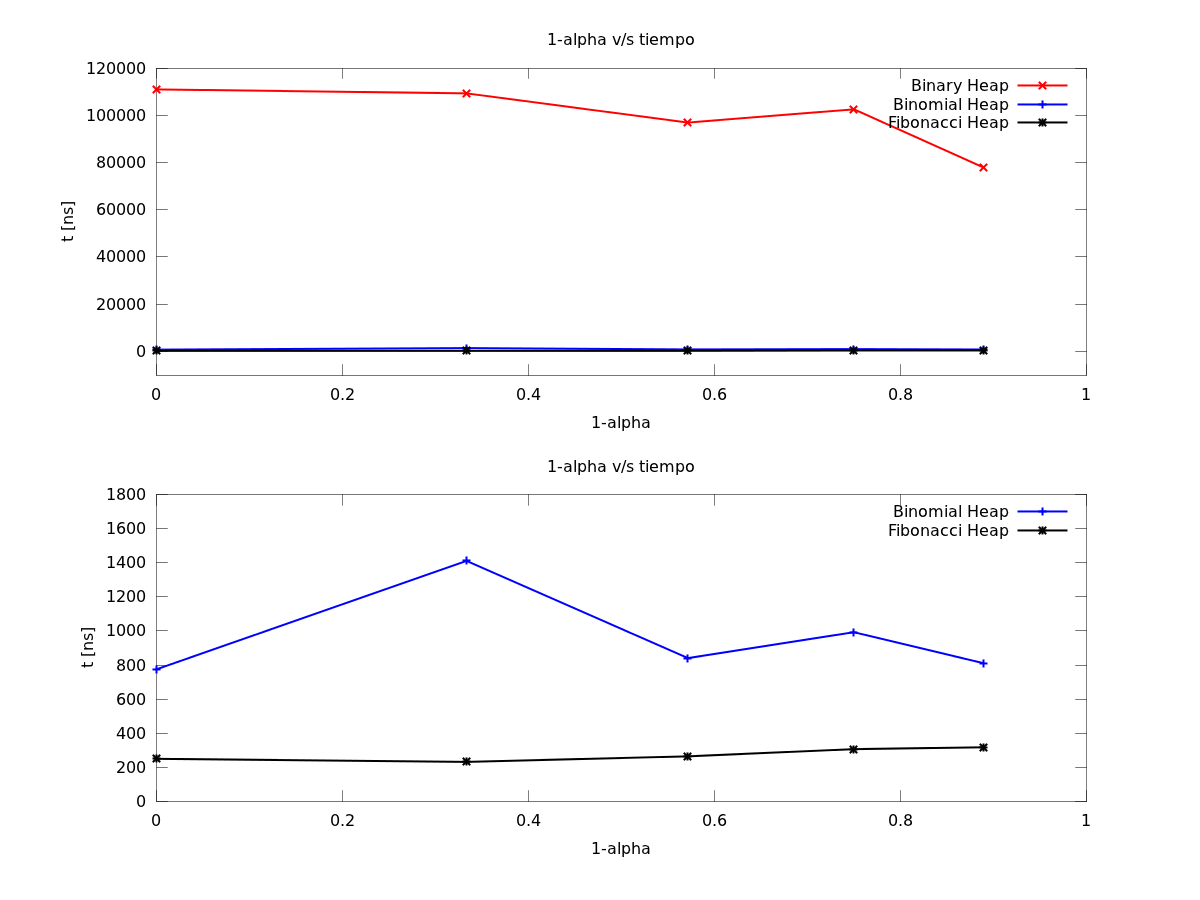 1-alpha v/s tiempo
120000
100000
80000
60000
40000
20000
0
t [ns]
Binary Heap
Binomial Heap
Fibonacci Heap
0 0.2 0.4 0.6 0.8 1
1-alpha
1-alpha v/s tiempo
1800
1600
1400
1200
1000
800
600
400
200
0
t [ns]
Binomial Heap
Fibonacci Heap
0 0.2 0.4 0.6 0.8 1
1-alpha